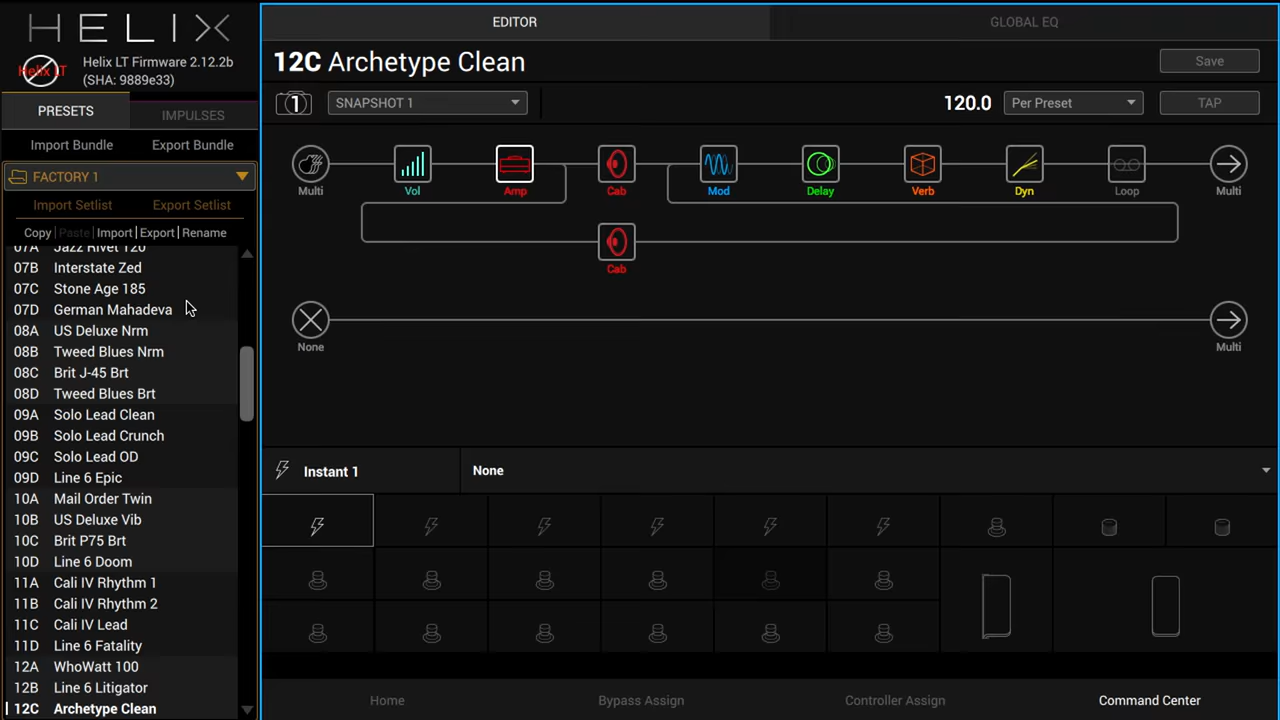 HELIX
Helix LT
Helix LT Firmware 2.12.2b
(SHA: 9889e33)
PRESETS
IMPULSES
Import Bundle
Export Bundle
FACTORY 1
Import Setlist
Export Setlist
Copy | Paste | Import | Export | Rename
07A Jazz Rivet 120
07B Interstate Zed
07C Stone Age 185
07D German Mahadeva
08A US Deluxe Nrm
08B Tweed Blues Nrm
08C Brit J-45 Brt
08D Tweed Blues Brt
09A Solo Lead Clean
09B Solo Lead Crunch
09C Solo Lead OD
09D Line 6 Epic
10A Mail Order Twin
10B US Deluxe Vib
10C Brit P75 Brt
10D Line 6 Doom
11A Cali IV Rhythm 1
11B Cali IV Rhythm 2
11C Cali IV Lead
11D Line 6 Fatality
12A WhoWatt 100
12B Line 6 Litigator
12C Archetype Clean
EDITOR
GLOBAL EQ
12C Archetype Clean
Save
1
SNAPSHOT 1
120.0
Per Preset
TAP
Multi
Vol
Amp
Cab
Mod
Delay
Verb
Dyn
Loop
Multi
Cab
None
Multi
Instant 1
None
Home
Bypass Assign
Controller Assign
Command Center